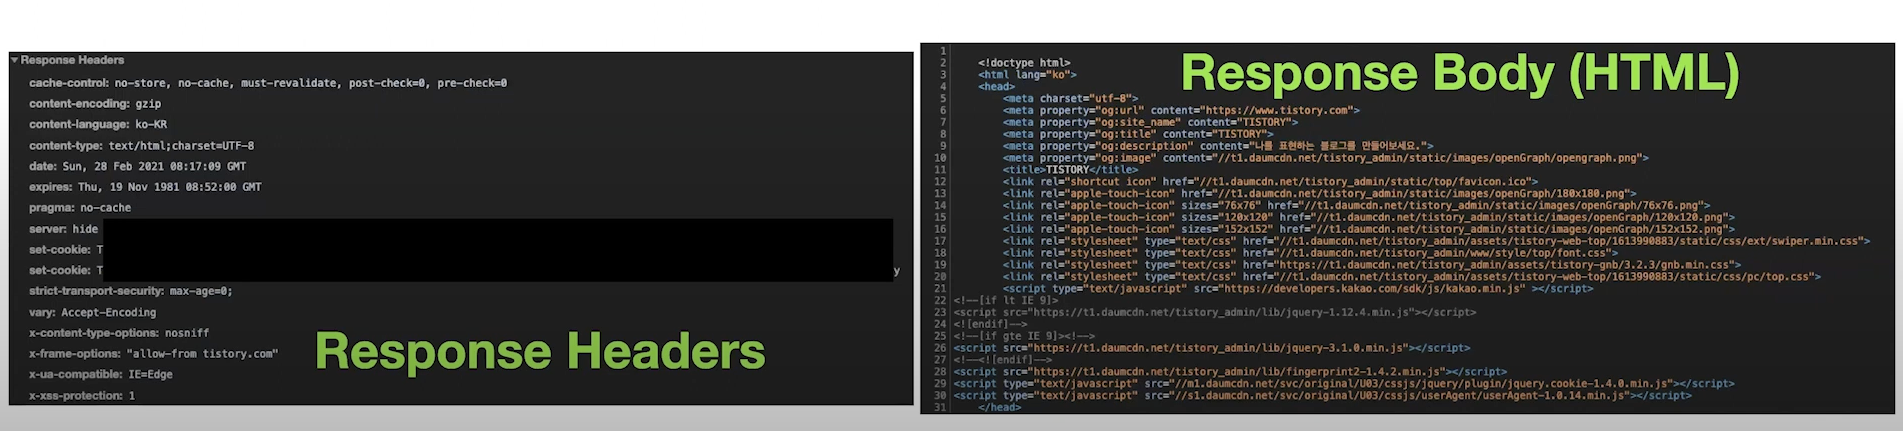 Response Headers
cache-control: no-store, no-cache, must-revalidate, post-check=0, pre-check=0
content-encoding: gzip
content-language: ko-KR
content-type: text/html;charset=UTF-8
date: Sun, 28 Feb 2021 08:17:09 GMT
expires: Thu, 19 Nov 1981 08:52:00 GMT
pragma: no-cache
server: hide
set-cookie: T
set-cookie: T y
strict-transport-security: max-age=0;
vary: Accept-Encoding
x-content-type-options: nosniff
x-frame-options: "allow-from tistory.com"
x-ua-compatible: IE=Edge
x-xss-protection: 1
Response Headers
Response Body (HTML)
1
2 <!doctype html>
3 <html lang="ko">
4 <head>
5 <meta charset="utf-8">
6 <meta property="og:url" content="https://www.tistory.com">
7 <meta property="og:site_name" content="TISTORY">
8 <meta property="og:title" content="TISTORY">
9 <meta property="og:description" content="나를 표현하는 블로그를 만들어보세요.">
10 <meta property="og:image" content="//t1.daumcdn.net/tistory_admin/static/images/openGraph/opengraph.png">
11 <title>TISTORY</title>
12 <link rel="shortcut icon" href="//t1.daumcdn.net/tistory_admin/static/top/favicon.ico">
13 <link rel="apple-touch-icon" href="//t1.daumcdn.net/tistory_admin/static/images/openGraph/180x180.png">
14 <link rel="apple-touch-icon" sizes="76x76" href="//t1.daumcdn.net/tistory_admin/static/images/openGraph/76x76.png">
15 <link rel="apple-touch-icon" sizes="120x120" href="//t1.daumcdn.net/tistory_admin/static/images/openGraph/120x120.png">
16 <link rel="apple-touch-icon" sizes="152x152" href="//t1.daumcdn.net/tistory_admin/static/images/openGraph/152x152.png">
17 <link rel="stylesheet" type="text/css" href="//t1.daumcdn.net/tistory_admin/assets/tistory-web-top/1613990883/static/css/ext/swiper.min.css">
18 <link rel="stylesheet" type="text/css" href="//t1.daumcdn.net/tistory_admin/www/style/top/font.css">
19 <link rel="stylesheet" type="text/css" href="https://t1.daumcdn.net/tistory_admin/assets/tistory-gnb/3.2.3/gnb.min.css">
20 <link rel="stylesheet" type="text/css" href="//t1.daumcdn.net/tistory_admin/assets/tistory-web-top/1613990883/static/css/pc/top.css">
21 <script type="text/javascript" src="https://developers.kakao.com/sdk/js/kakao.min.js" ></script>
22 <!--[if lt IE 9]>
23 <script src="https://t1.daumcdn.net/tistory_admin/lib/jquery-1.12.4.min.js"></script>
24 <![endif]-->
25 <!--[if gte IE 9]><!-->
26 <script src="https://t1.daumcdn.net/tistory_admin/lib/jquery-3.1.0.min.js"></script>
27 <!--<![endif]-->
28 <script src="https://t1.daumcdn.net/tistory_admin/lib/fingerprint2-1.4.2.min.js"></script>
29 <script type="text/javascript" src="//m1.daumcdn.net/svc/original/U03/cssjs/jquery/plugin/jquery.cookie-1.4.0.min.js"></script>
30 <script type="text/javascript" src="//s1.daumcdn.net/svc/original/U03/cssjs/userAgent/userAgent-1.0.14.min.js"></script>
31 </head>